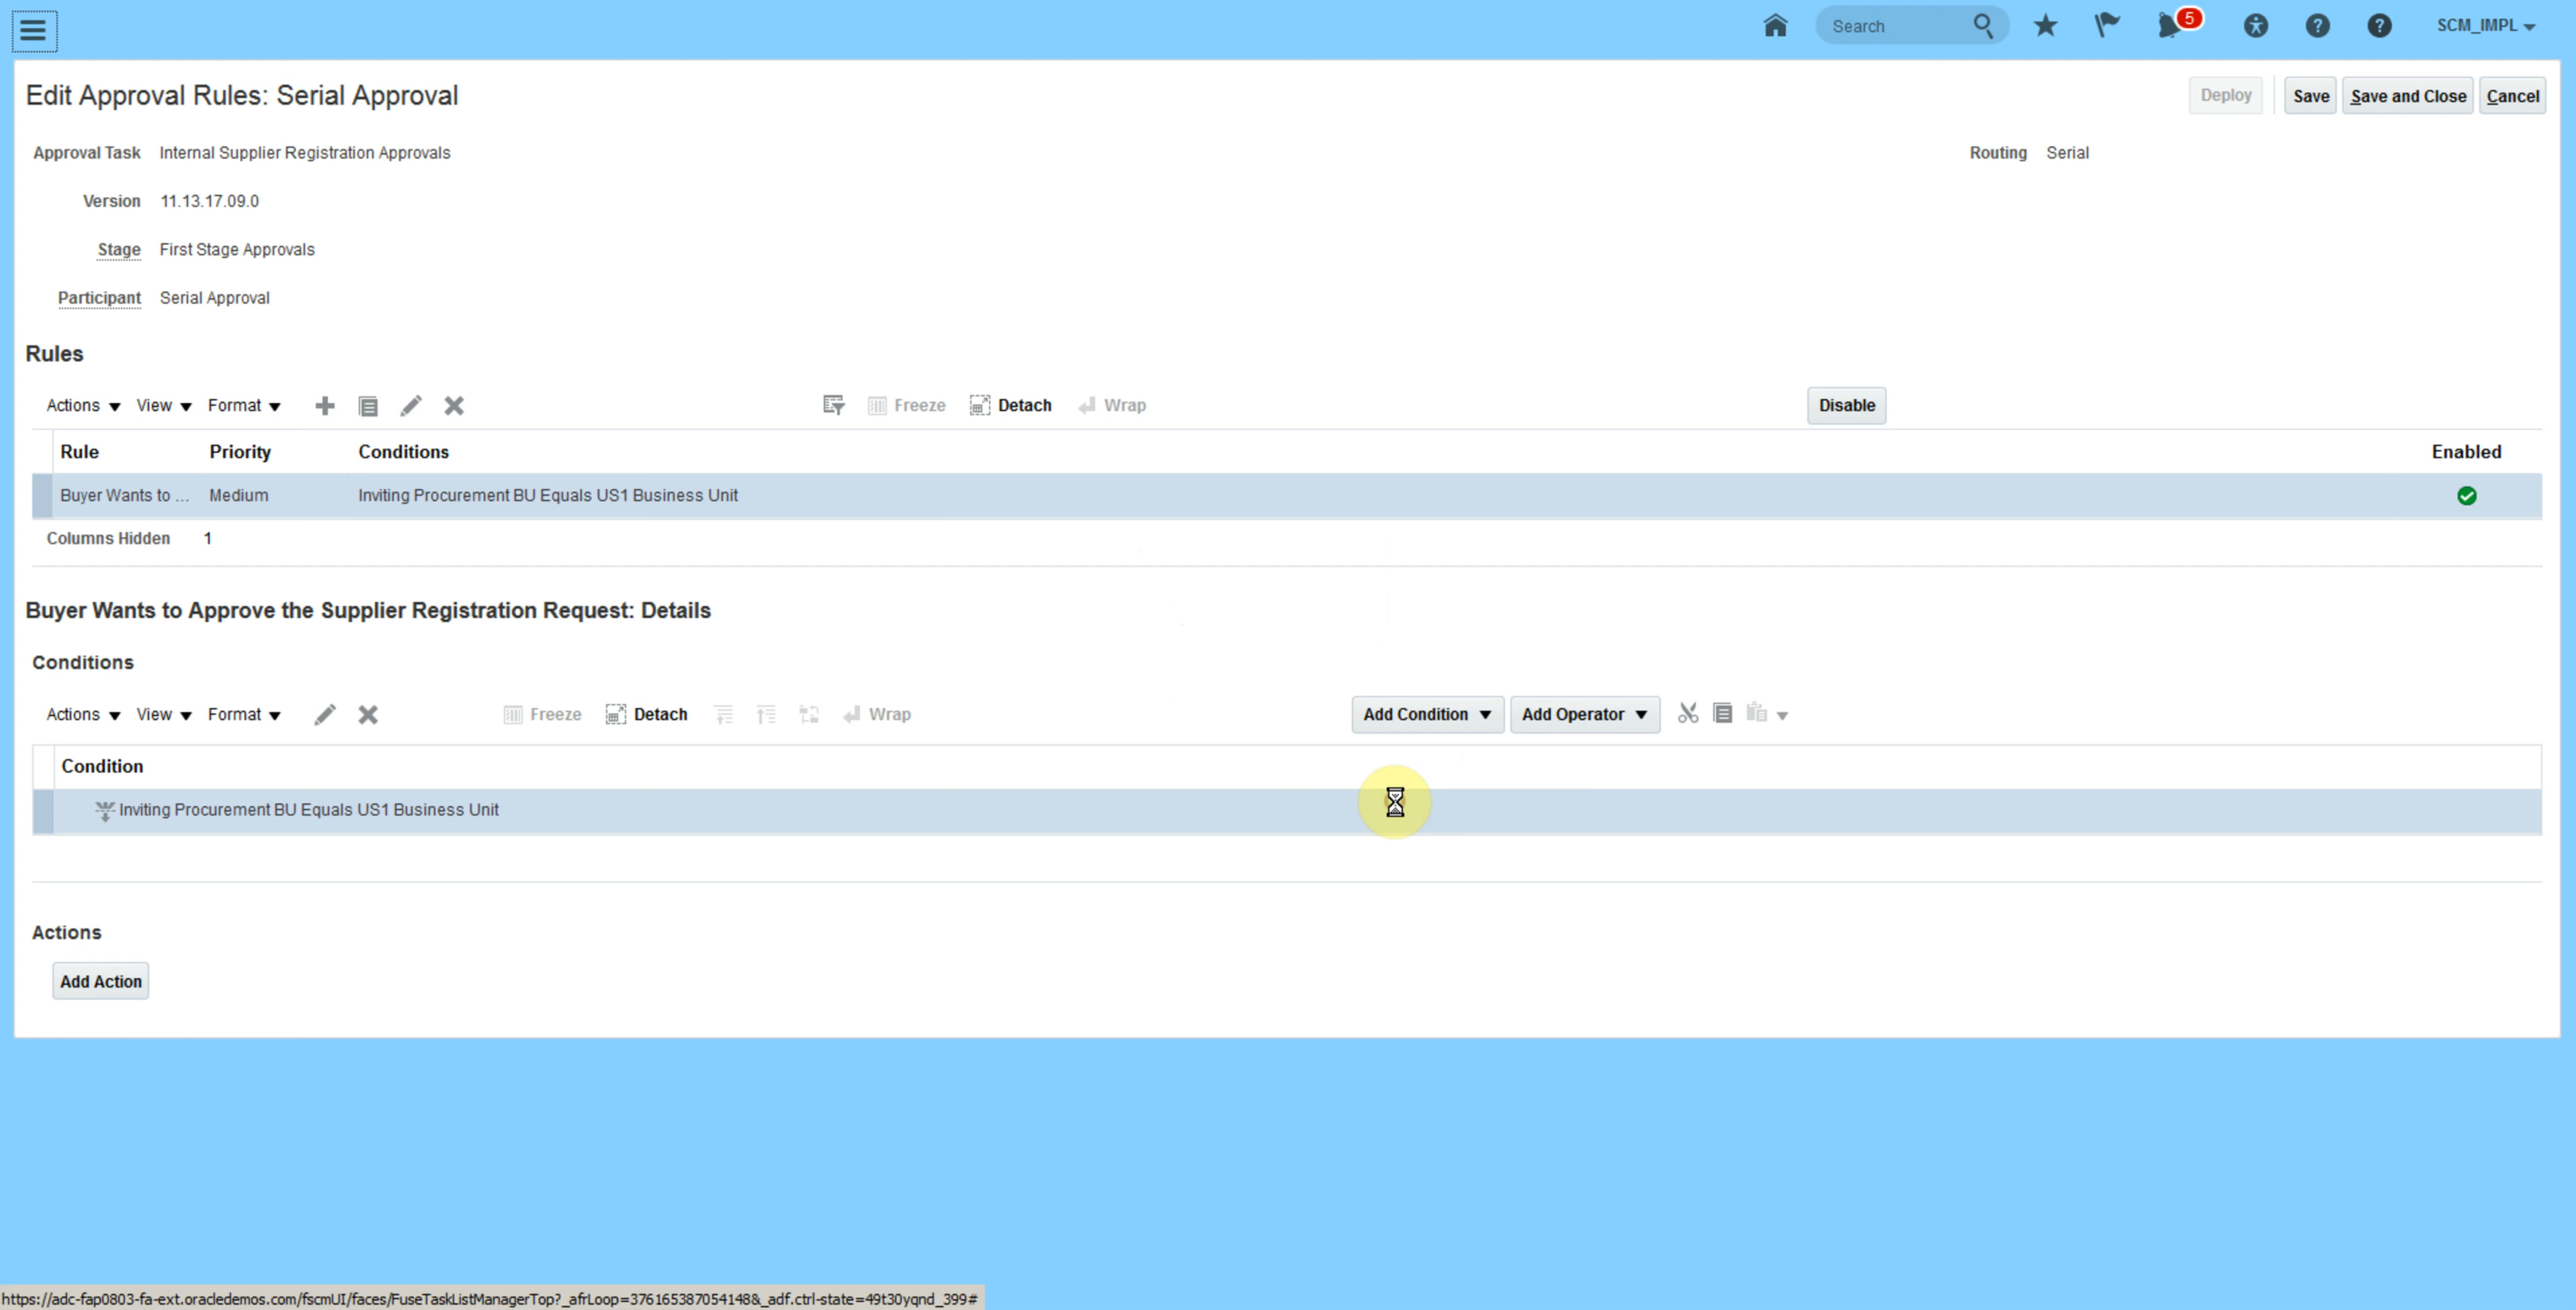 Search 5 SCM_IMPL
Edit Approval Rules: Serial Approval Deploy Save Save and Close Cancel
Approval Task Internal Supplier Registration Approvals Routing Serial
Version 11.13.17.09.0
Stage First Stage Approvals
Participant Serial Approval
Rules
Actions View Format Freeze Detach Wrap Disable
Rule Priority Conditions Enabled
Buyer Wants to ... Medium Inviting Procurement BU Equals US1 Business Unit
Columns Hidden 1
Buyer Wants to Approve the Supplier Registration Request: Details
Conditions
Actions View Format Freeze Detach Wrap Add Condition Add Operator
Condition
Inviting Procurement BU Equals US1 Business Unit
Actions
Add Action
https://adc-fap0803-fa-ext.oracledemos.com/fscmUI/faces/FuseTaskListManagerTop?_afrLoop=376165387054148&_adf.ctrl-state=49t30yqnd_399#